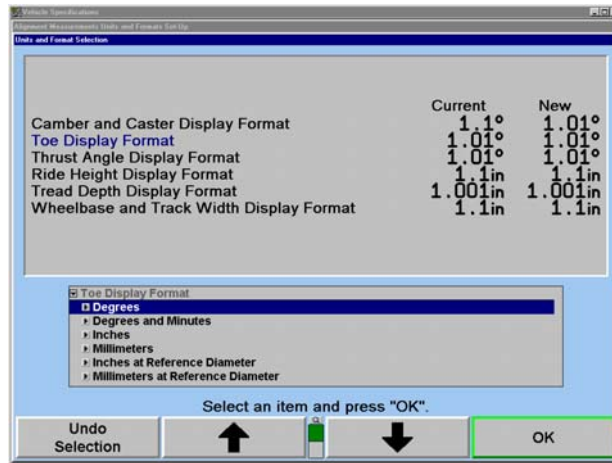 Vehicle Specifications
Alignment Measurements Units and Formats Set-Up
Units and Format Selection
Current New
Camber and Caster Display Format 1.1° 1.01°
Toe Display Format 1.01° 1.01°
Thrust Angle Display Format 1.01° 1.01°
Ride Height Display Format 1.1in 1.1in
Tread Depth Display Format 1.001in 1.001in
Wheelbase and Track Width Display Format 1.1in 1.1in
Toe Display Format
Degrees
Degrees and Minutes
Inches
Millimeters
Inches at Reference Diameter
Millimeters at Reference Diameter
Select an item and press "OK".
Undo
Selection
OK